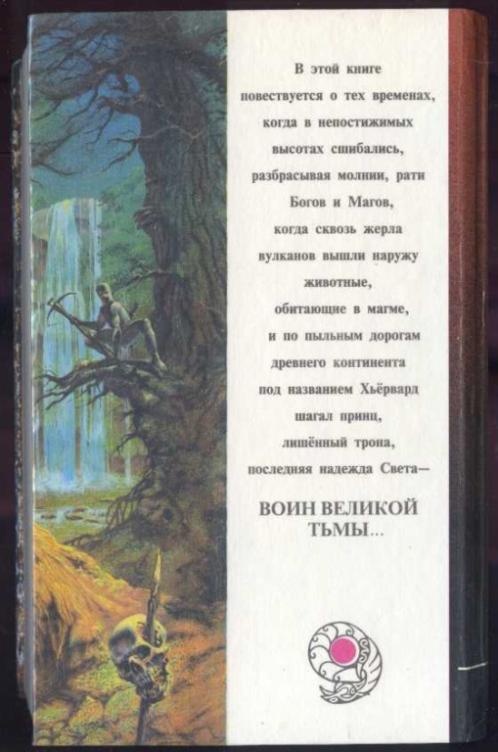 В этой книге
повествуется о тех временах,
когда в непостижимых
высотах сшибались,
разбрасывая молнии, рати
Богов и Магов,
когда сквозь жерла
вулканов вышли наружу
животные,
обитающие в магме,
и по пыльным дорогам
древнего континента
под названием Хьёрвард
шагал принц,
лишённый трона,
последняя надежда Света—
ВОИН ВЕЛИКОЙ
ТЬМЫ...